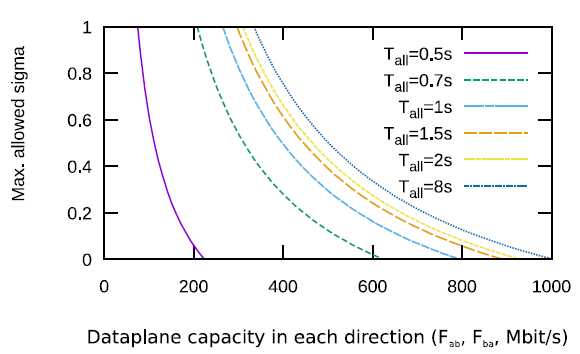 Max. allowed sigma
1
0.8
0.6
0.4
0.2
0
0
200
400
600
800
1000
T_all=0.5s
T_all=0.7s
T_all=1s
T_all=1.5s
T_all=2s
T_all=8s
Dataplane capacity in each direction (F_ab, F_ba, Mbit/s)